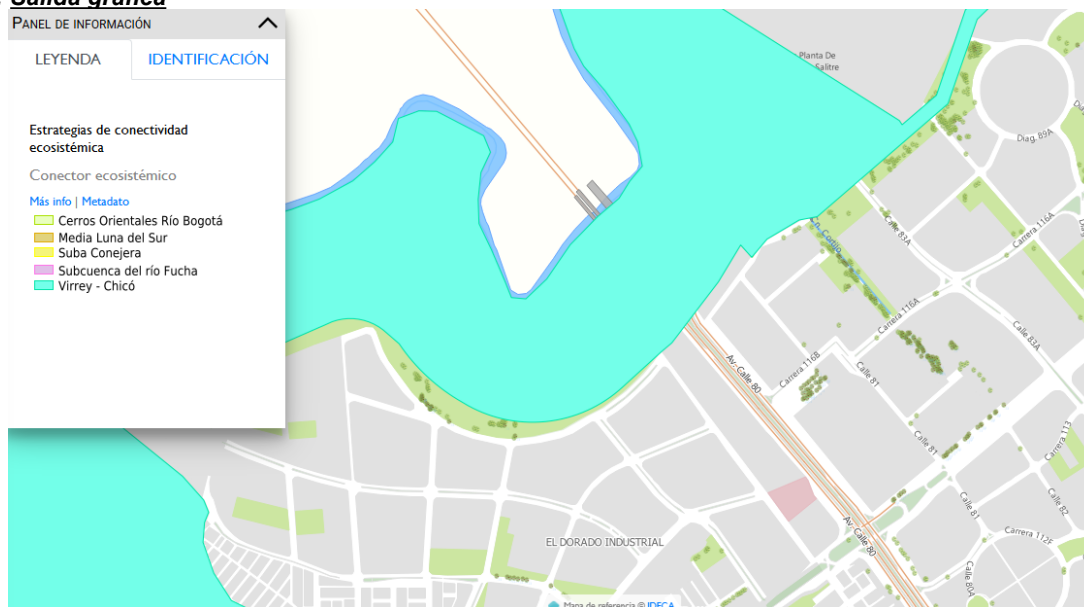 Salida gráfica
PANEL DE INFORMACIÓN
LEYENDA
IDENTIFICACIÓN
Estrategias de conectividad
ecosistémica
Conector ecosistémico
Más info | Metadato
Cerros Orientales Río Bogotá
Media Luna del Sur
Suba Conejera
Subcuenca del río Fucha
Virrey - Chicó
Planta De
Salitre
Diag. 89A
Calle 83A
Cn. Cortijo
Carrera 116A
Carrera 116A
Calle 83A
Carrera 116B
Calle 81
Av. Calle 80
Calle 81
Carrera 113
Calle 82
Calle 81
Carrera 112F
Calle 80A
Av. Calle 80
EL DORADO INDUSTRIAL
Mapa de referencia © IDECA